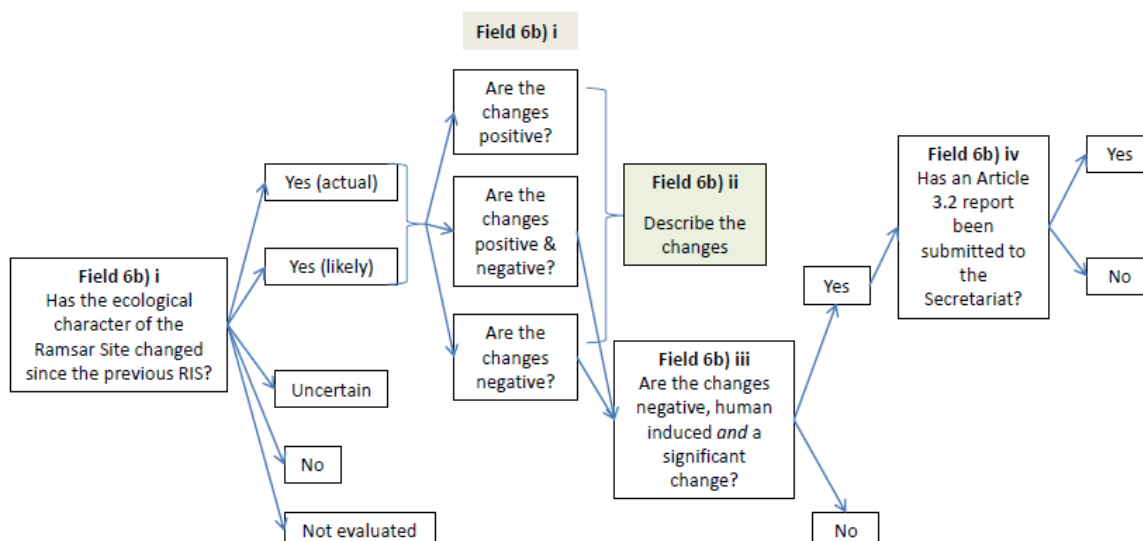 Field 6b) i
Has the ecological
character of the
Ramsar Site changed
since the previous RIS?
Yes (actual)
Yes (likely)
Uncertain
No
Not evaluated
Field 6b) i
Are the
changes
positive?
Are the
changes
positive &
negative?
Are the
changes
negative?
Field 6b) ii
Describe the
changes
Field 6b) iii
Are the changes
negative, human
induced and a
significant
change?
Yes
No
Field 6b) iv
Has an Article
3.2 report
been
submitted to
the
Secretariat?
Yes
No